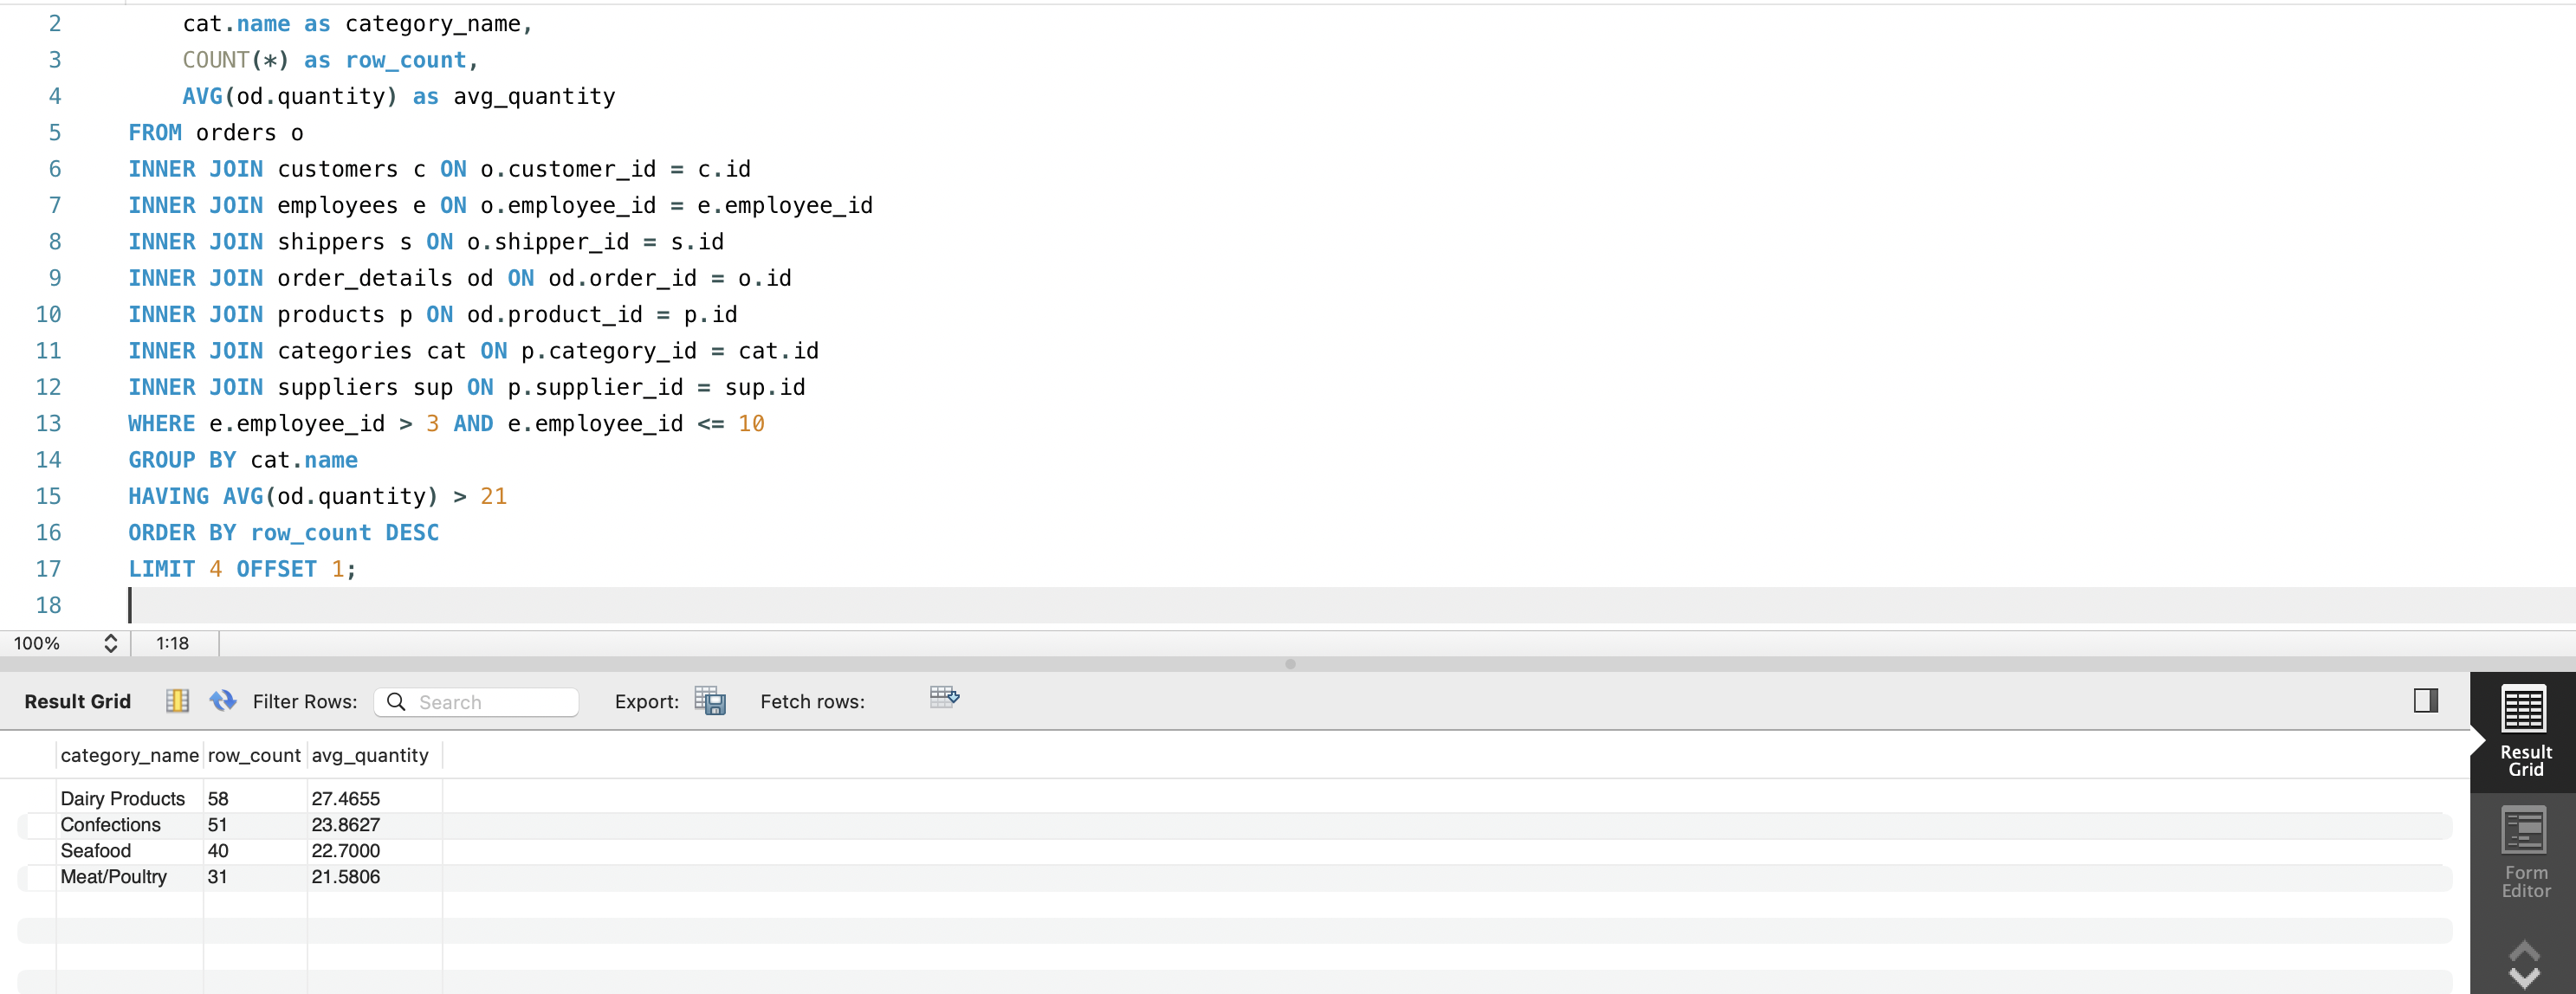 2 cat.name as category_name,
3 COUNT(*) as row_count,
4 AVG(od.quantity) as avg_quantity
5 FROM orders o
6 INNER JOIN customers c ON o.customer_id = c.id
7 INNER JOIN employees e ON o.employee_id = e.employee_id
8 INNER JOIN shippers s ON o.shipper_id = s.id
9 INNER JOIN order_details od ON od.order_id = o.id
10 INNER JOIN products p ON od.product_id = p.id
11 INNER JOIN categories cat ON p.category_id = cat.id
12 INNER JOIN suppliers sup ON p.supplier_id = sup.id
13 WHERE e.employee_id > 3 AND e.employee_id <= 10
14 GROUP BY cat.name
15 HAVING AVG(od.quantity) > 21
16 ORDER BY row_count DESC
17 LIMIT 4 OFFSET 1;
18
100% 1:18
Result Grid Filter Rows: Search Export: Fetch rows:
category_name row_count avg_quantity
Dairy Products 58 27.4655
Confections 51 23.8627
Seafood 40 22.7000
Meat/Poultry 31 21.5806
Result
Grid
Form
Editor